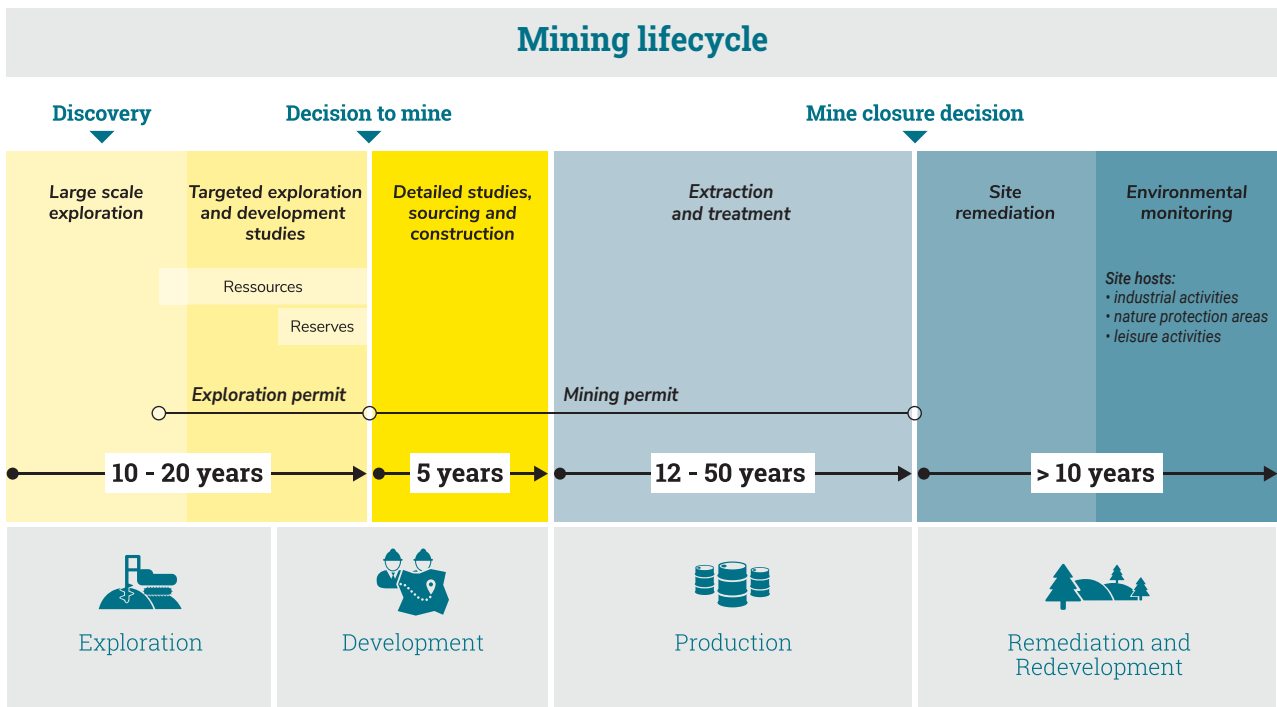 Mining lifecycle
Discovery
Decision to mine
Mine closure decision
Large scale
exploration
Targeted exploration
and development
studies
Detailed studies,
sourcing and
construction
Extraction
and treatment
Site
remediation
Environmental
monitoring
Ressources
Reserves
Site hosts:
• industrial activities
• nature protection areas
• leisure activities
Exploration permit
Mining permit
10 - 20 years
5 years
12 - 50 years
> 10 years
Exploration
Development
Production
Remediation and
Redevelopment